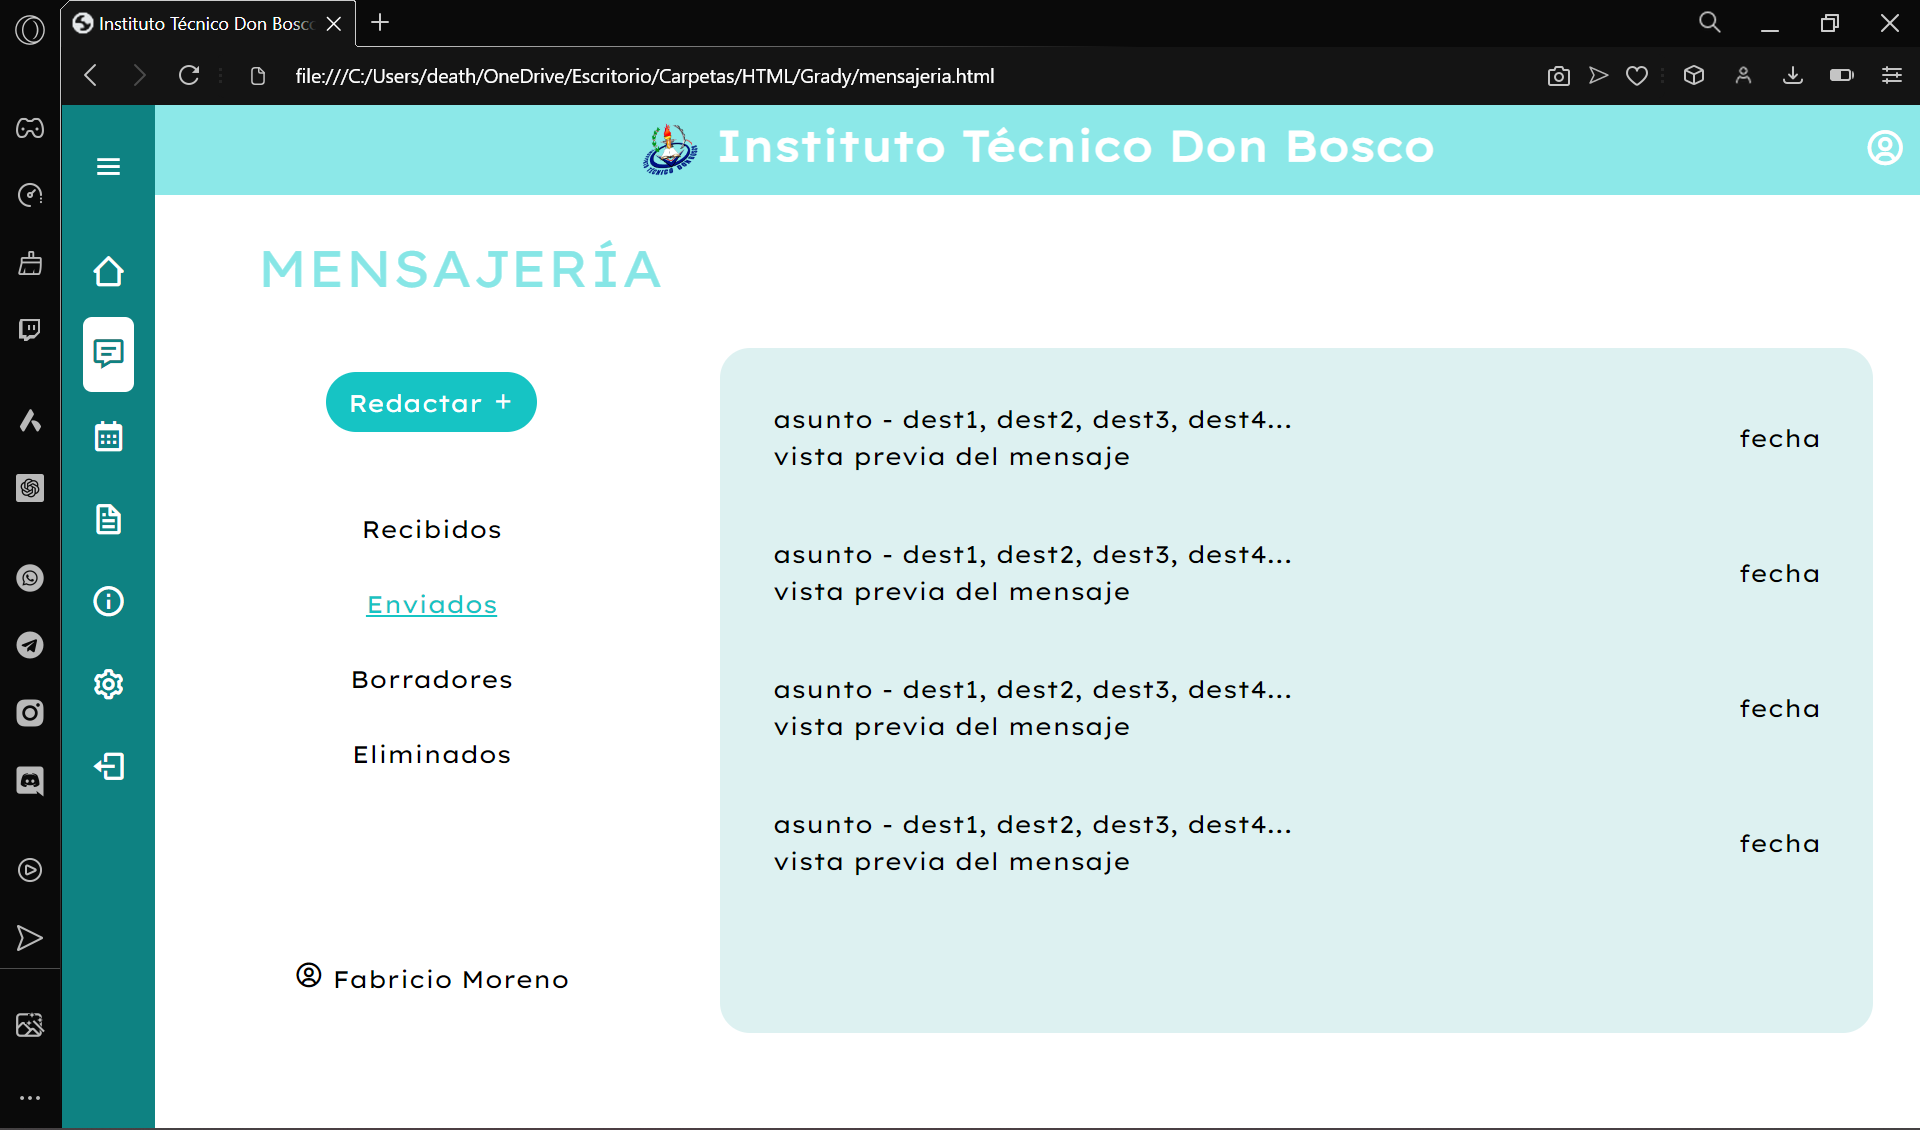 Instituto Técnico Don Bosc
file:///C:/Users/death/OneDrive/Escritorio/Carpetas/HTML/Grady/mensajeria.html
Instituto Técnico Don Bosco
MENSAJERÍA
Redactar +
Recibidos
Enviados
Borradores
Eliminados
Fabricio Moreno
asunto - dest1, dest2, dest3, dest4...
vista previa del mensaje
fecha
asunto - dest1, dest2, dest3, dest4...
vista previa del mensaje
fecha
asunto - dest1, dest2, dest3, dest4...
vista previa del mensaje
fecha
asunto - dest1, dest2, dest3, dest4...
vista previa del mensaje
fecha